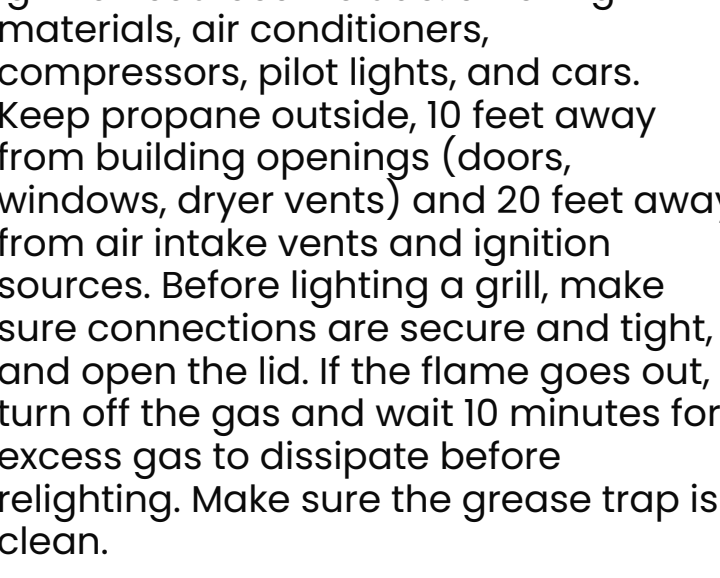 materials, air conditioners,
compressors, pilot lights, and cars.
Keep propane outside, 10 feet away
from building openings (doors,
windows, dryer vents) and 20 feet away
from air intake vents and ignition
sources. Before lighting a grill, make
sure connections are secure and tight,
and open the lid. If the flame goes out,
turn off the gas and wait 10 minutes for
excess gas to dissipate before
relighting. Make sure the grease trap is
clean.